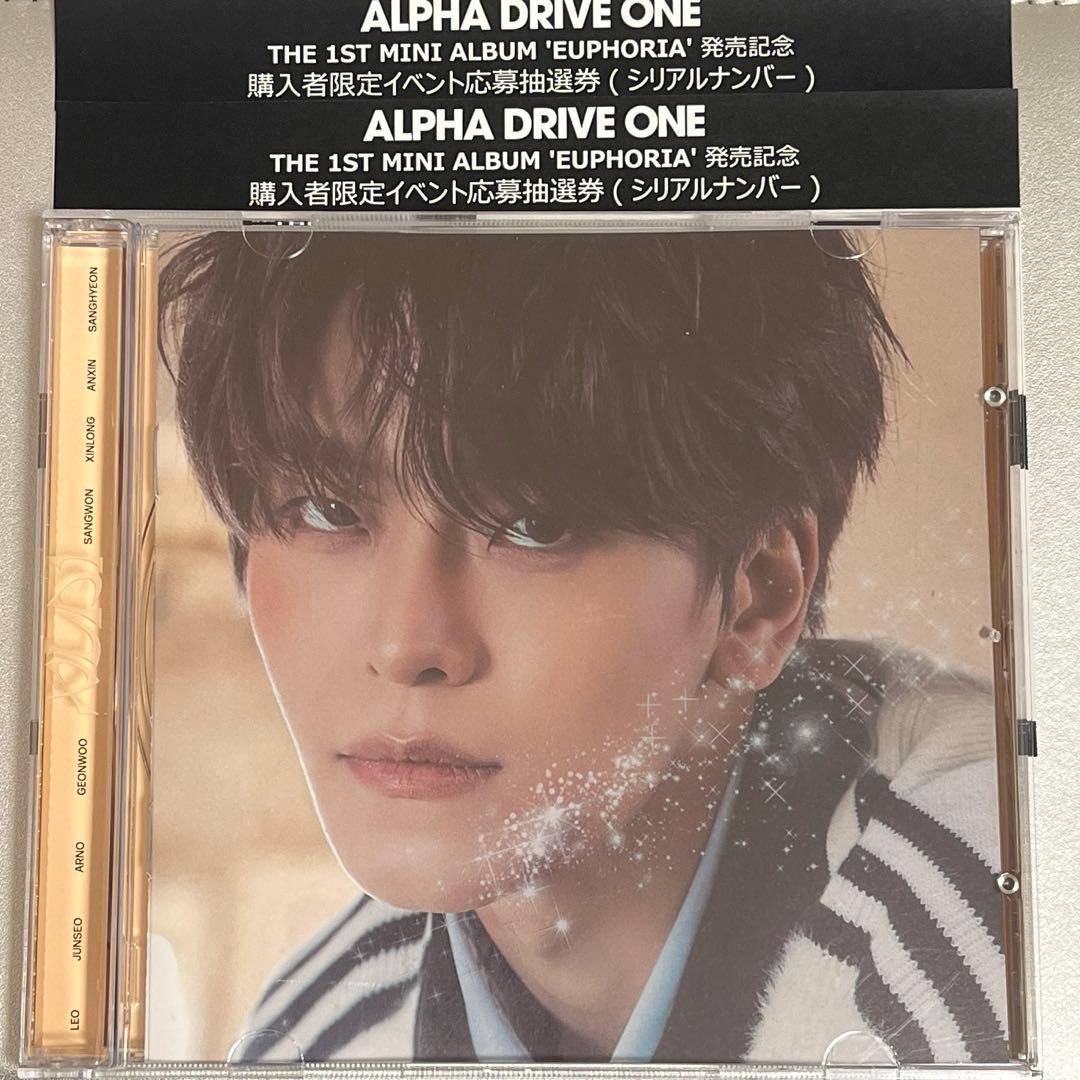 ALPHA DRIVE ONE
THE 1ST MINI ALBUM 'EUPHORIA' 発売記念
購入者限定イベント応募抽選券 ( シリアルナンバー )
ALPHA DRIVE ONE
THE 1ST MINI ALBUM 'EUPHORIA' 発売記念
購入者限定イベント応募抽選券 ( シリアルナンバー )
LEO
JUNSEO
ARNO
GEONWOO
SANGWON
XINLONG
ANXIN
SANGHYEON